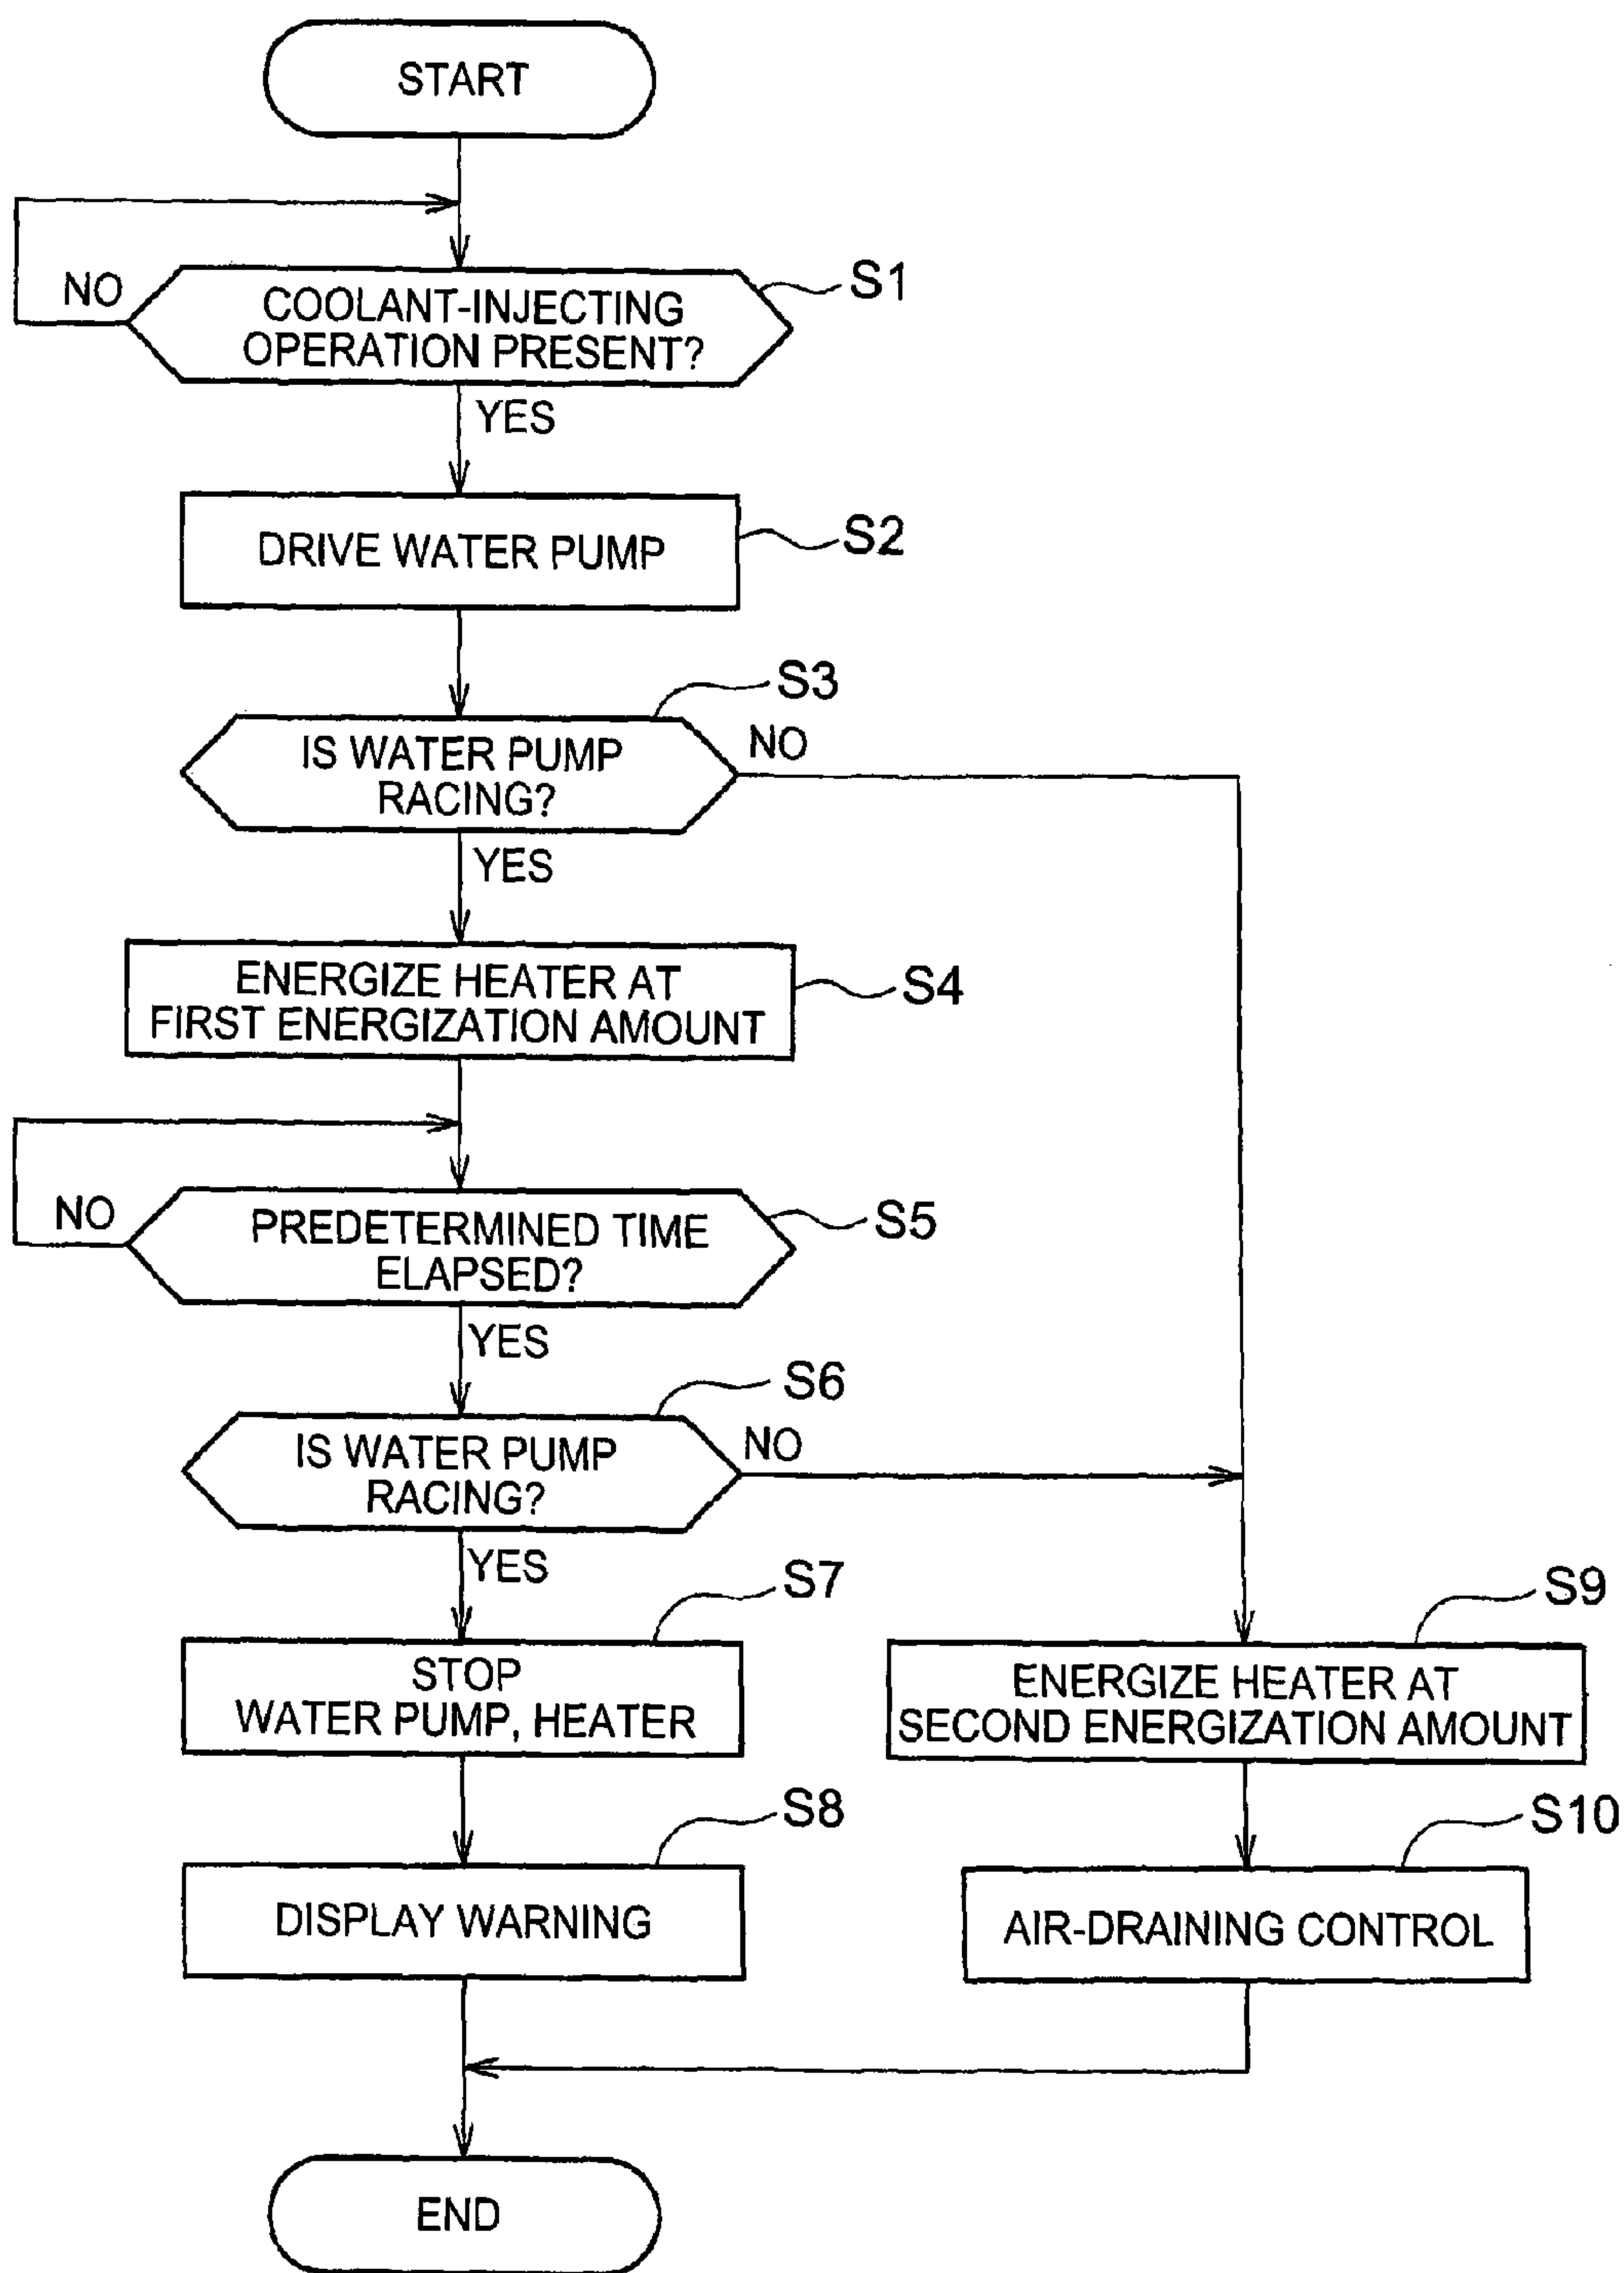 START
NO
COOLANT-INJECTING
OPERATION PRESENT?
S1
YES
DRIVE WATER PUMP
S2
S3
IS WATER PUMP
RACING?
NO
YES
ENERGIZE HEATER AT
FIRST ENERGIZATION AMOUNT
S4
NO
PREDETERMINED TIME
ELAPSED?
S5
YES
S6
IS WATER PUMP
RACING?
NO
YES
S7
STOP
WATER PUMP, HEATER
S9
ENERGIZE HEATER AT
SECOND ENERGIZATION AMOUNT
S8
DISPLAY WARNING
S10
AIR-DRAINING CONTROL
END